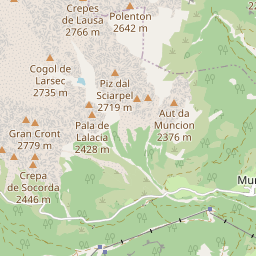 Crepes
de Lausa
2766 m
Polenton
2642 m
Cogol de
Larsec
2735 m
Piz dal
Sciarpel
2719 m
Aut da
Muncion
2376 m
Pala de
Lalacia
2428 m
Gran Cront
2779 m
Crepa
de Socorda
2446 m
Mun